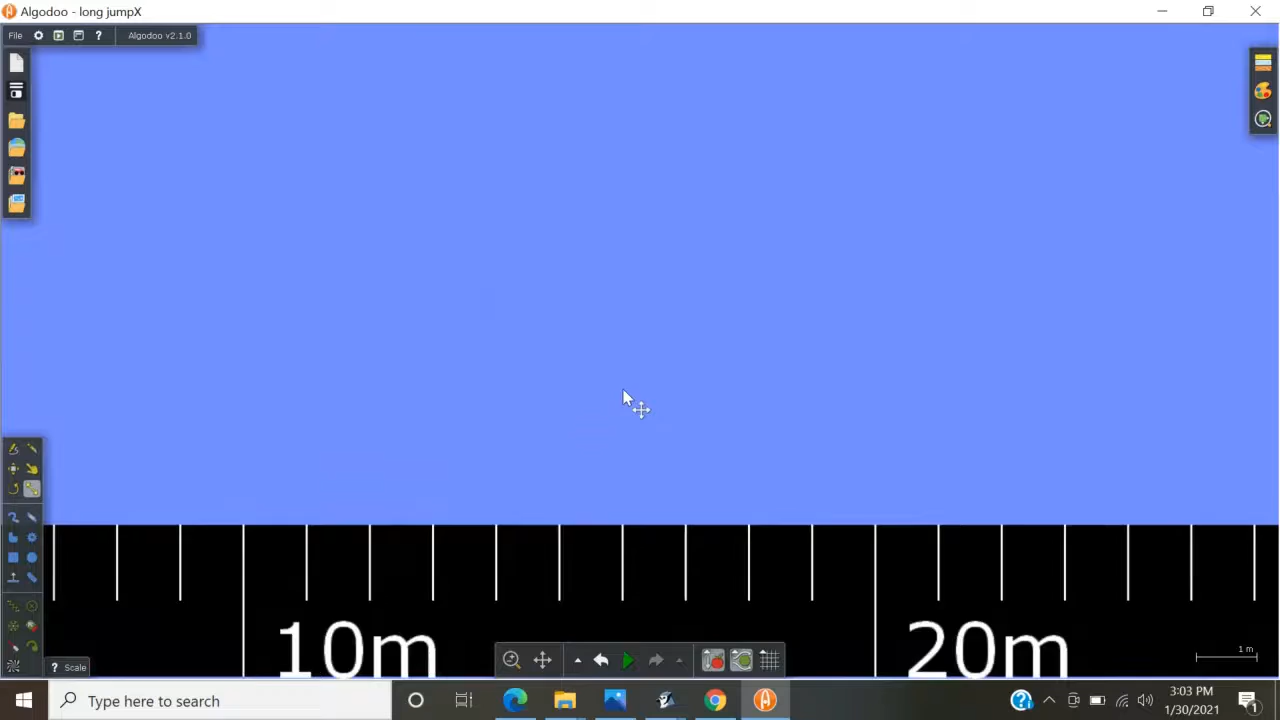 Algodoo - long jumpX
File ? Algodoo v2.1.0
10m 20m
1 m
? Scale
Type here to search
3:03 PM
1/30/2021
1